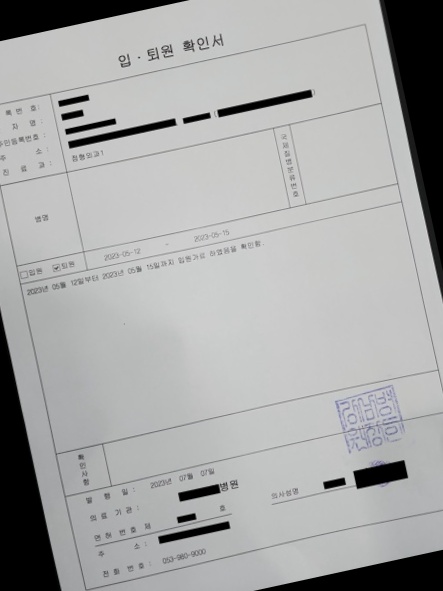 입 · 퇴원 확인서
록 번 호:
자 명 :
주민등록번호 :
주 소 : (
진 료 과 : 정형외과1
병명 국제질병분류번호
입원 퇴원 2023-05-12 ~ 2023-05-15
2023년 05월 12일부터 2023년 05월 15일까지 입원가료 하였음을 확인함.
확인사항
발 행 일 : 2023년 07월 07일
의 료 기 관 : 병원
면 허 번 호 제 호 의사성명
주 소 :
전 화 번 호 : 053-980-9000